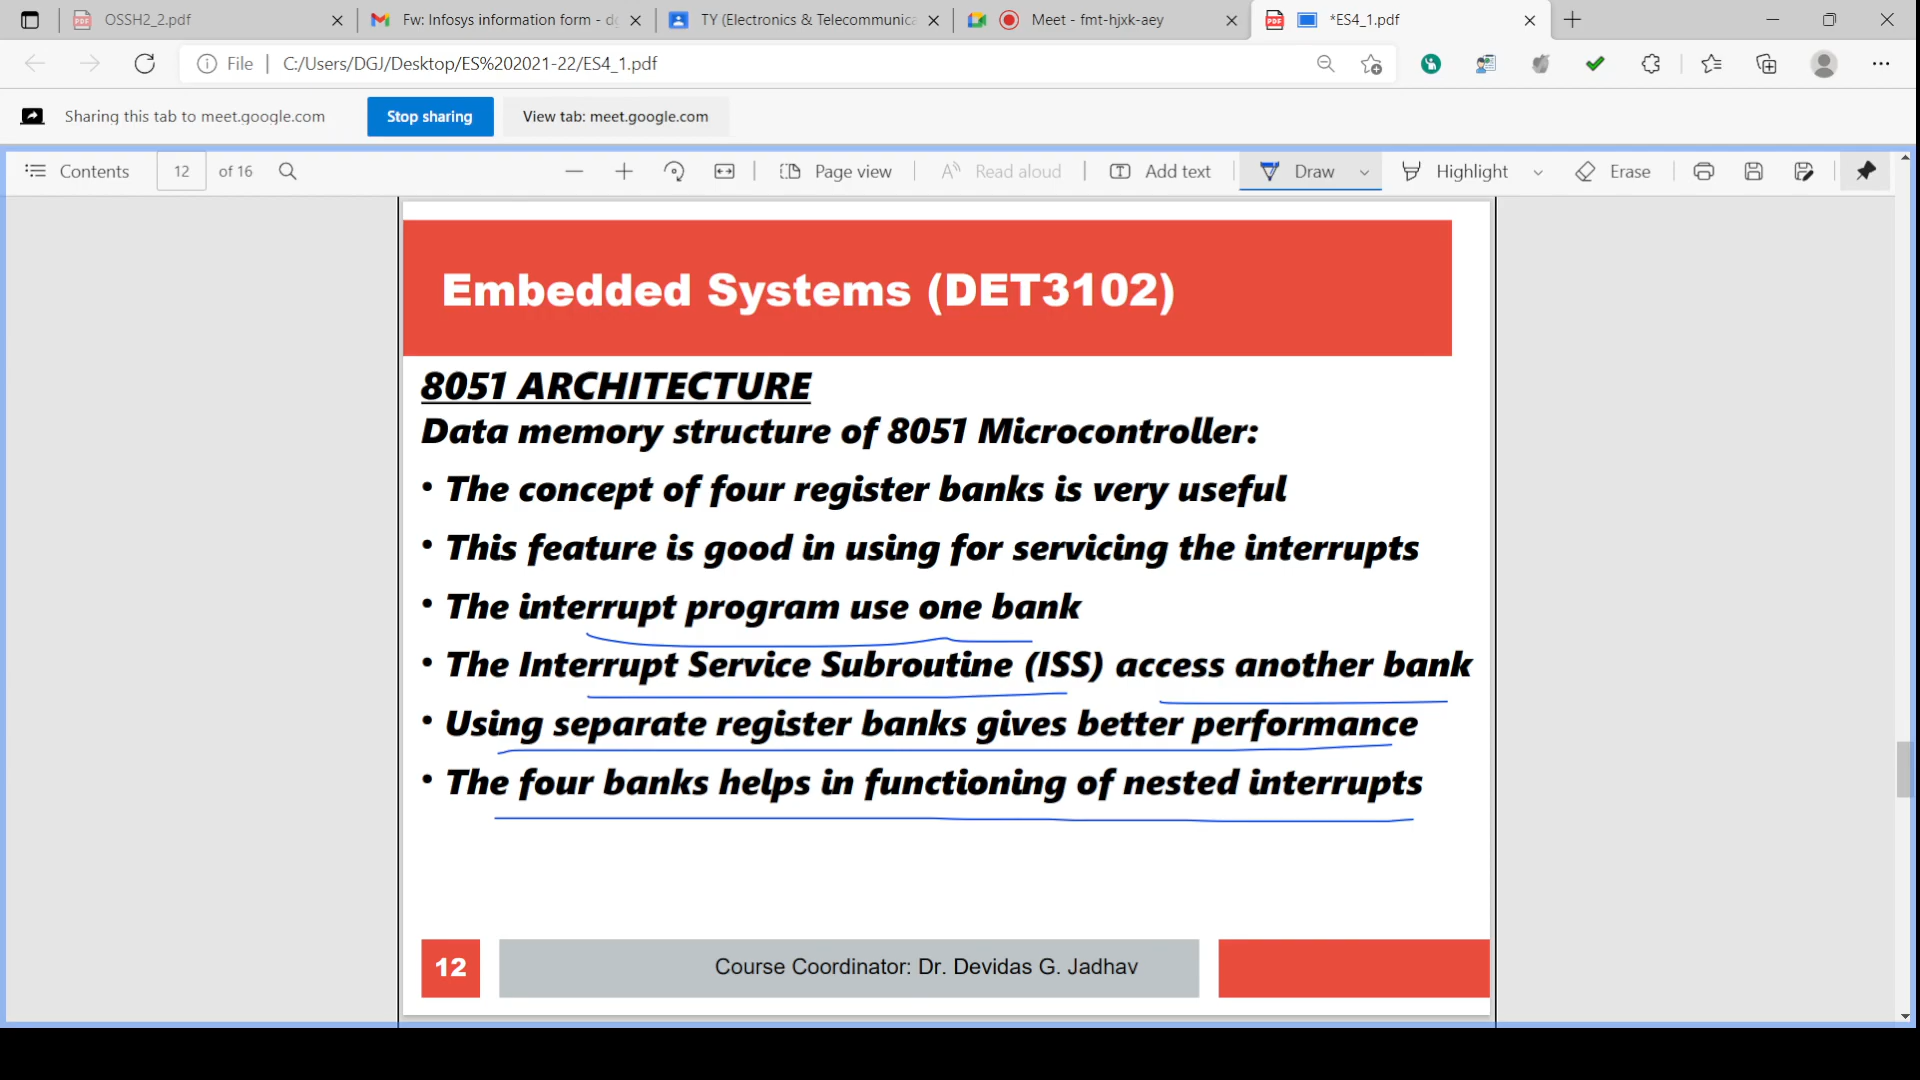 OSSH2_2.pdf
Fw: Infosys information form - d
TY (Electronics & Telecommunica
Meet - fmt-hjxk-aey
*ES4_1.pdf
File
C:/Users/DGJ/Desktop/ES%202021-22/ES4_1.pdf
Sharing this tab to meet.google.com
Stop sharing
View tab: meet.google.com
Contents
12
of 16
Page view
Read aloud
Add text
Draw
Highlight
Erase
Embedded Systems (DET3102)
8051 ARCHITECTURE
Data memory structure of 8051 Microcontroller:
• The concept of four register banks is very useful
• This feature is good in using for servicing the interrupts
• The interrupt program use one bank
• The Interrupt Service Subroutine (ISS) access another bank
• Using separate register banks gives better performance
• The four banks helps in functioning of nested interrupts
12
Course Coordinator: Dr. Devidas G. Jadhav